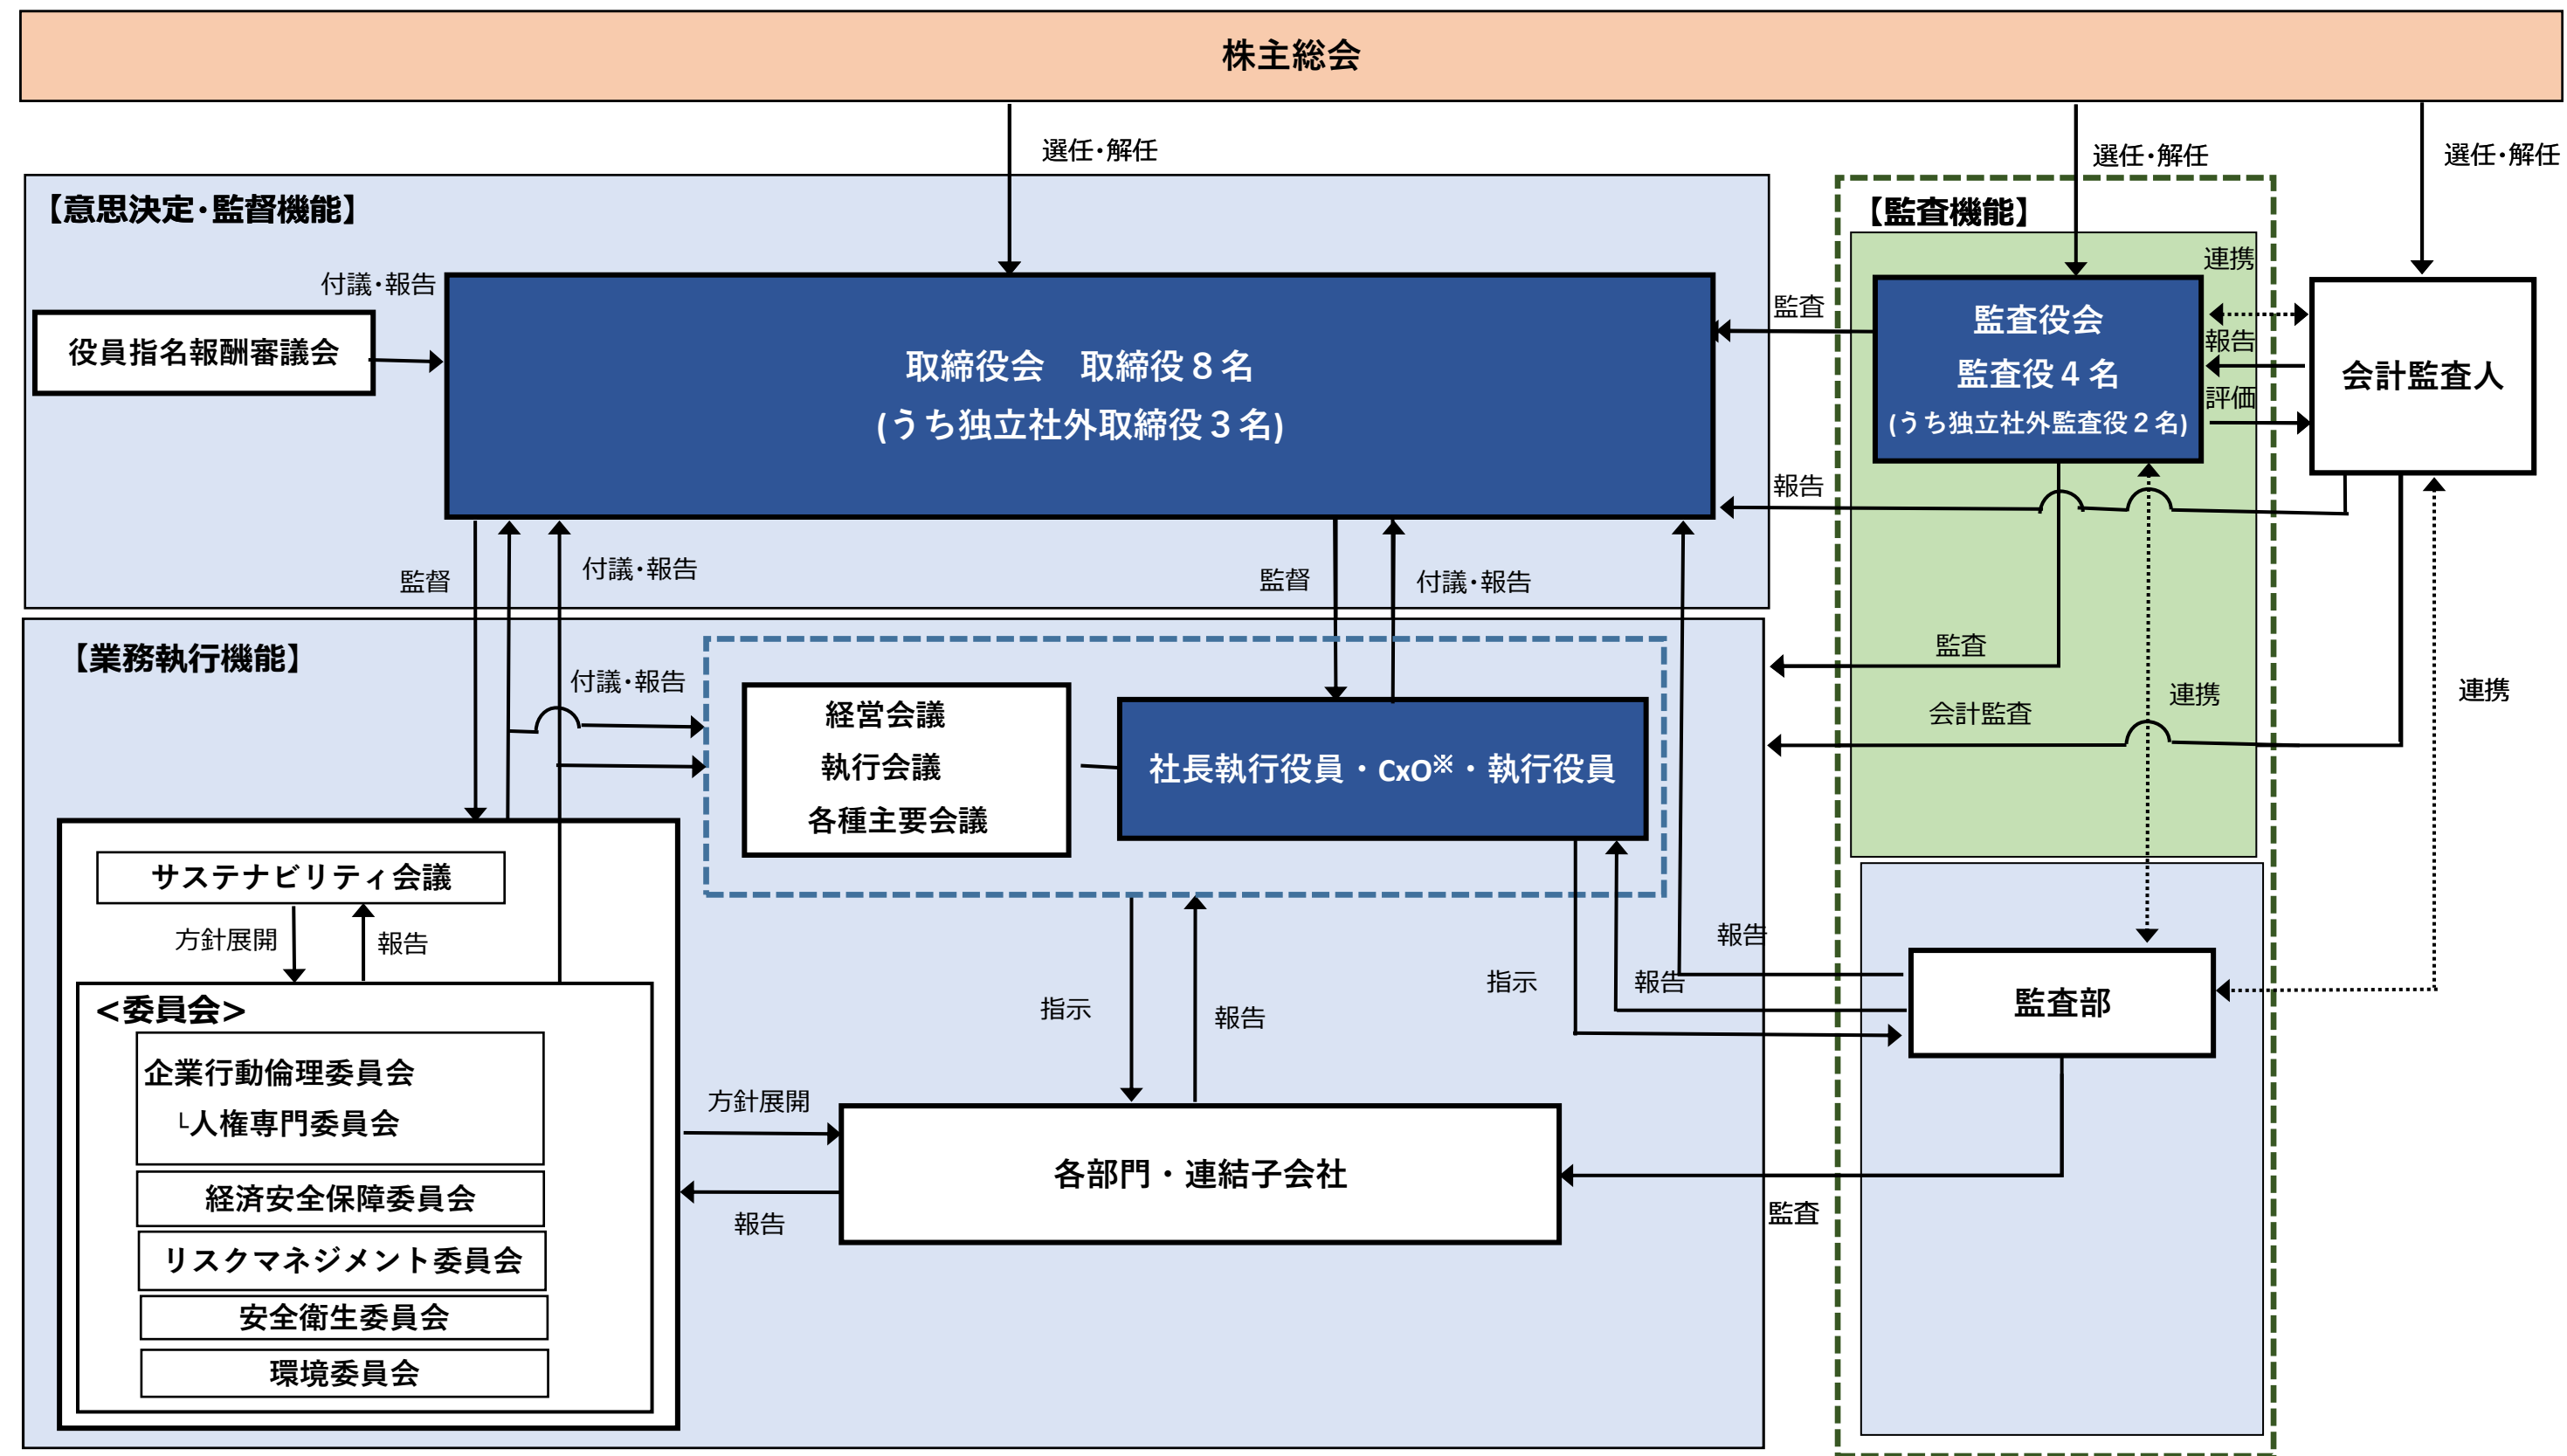 株主総会
選任･解任
選任･解任
選任･解任
【意思決定･監督機能】
【監査機能】
付議･報告
役員指名報酬審議会
取締役会　取締役８名
(うち独立社外取締役３名)
監査
監査役会
監査役４名
(うち独立社外監査役２名)
連携
報告
評価
会計監査人
報告
監督
付議･報告
監督
付議･報告
【業務執行機能】
付議･報告
経営会議
執行会議
各種主要会議
社長執行役員・CxO※・執行役員
監査
会計監査
連携
連携
サステナビリティ会議
方針展開
報告
<委員会>
企業行動倫理委員会
└人権専門委員会
経済安全保障委員会
リスクマネジメント委員会
安全衛生委員会
環境委員会
指示
報告
指示
報告
報告
監査部
方針展開
報告
各部門・連結子会社
監査